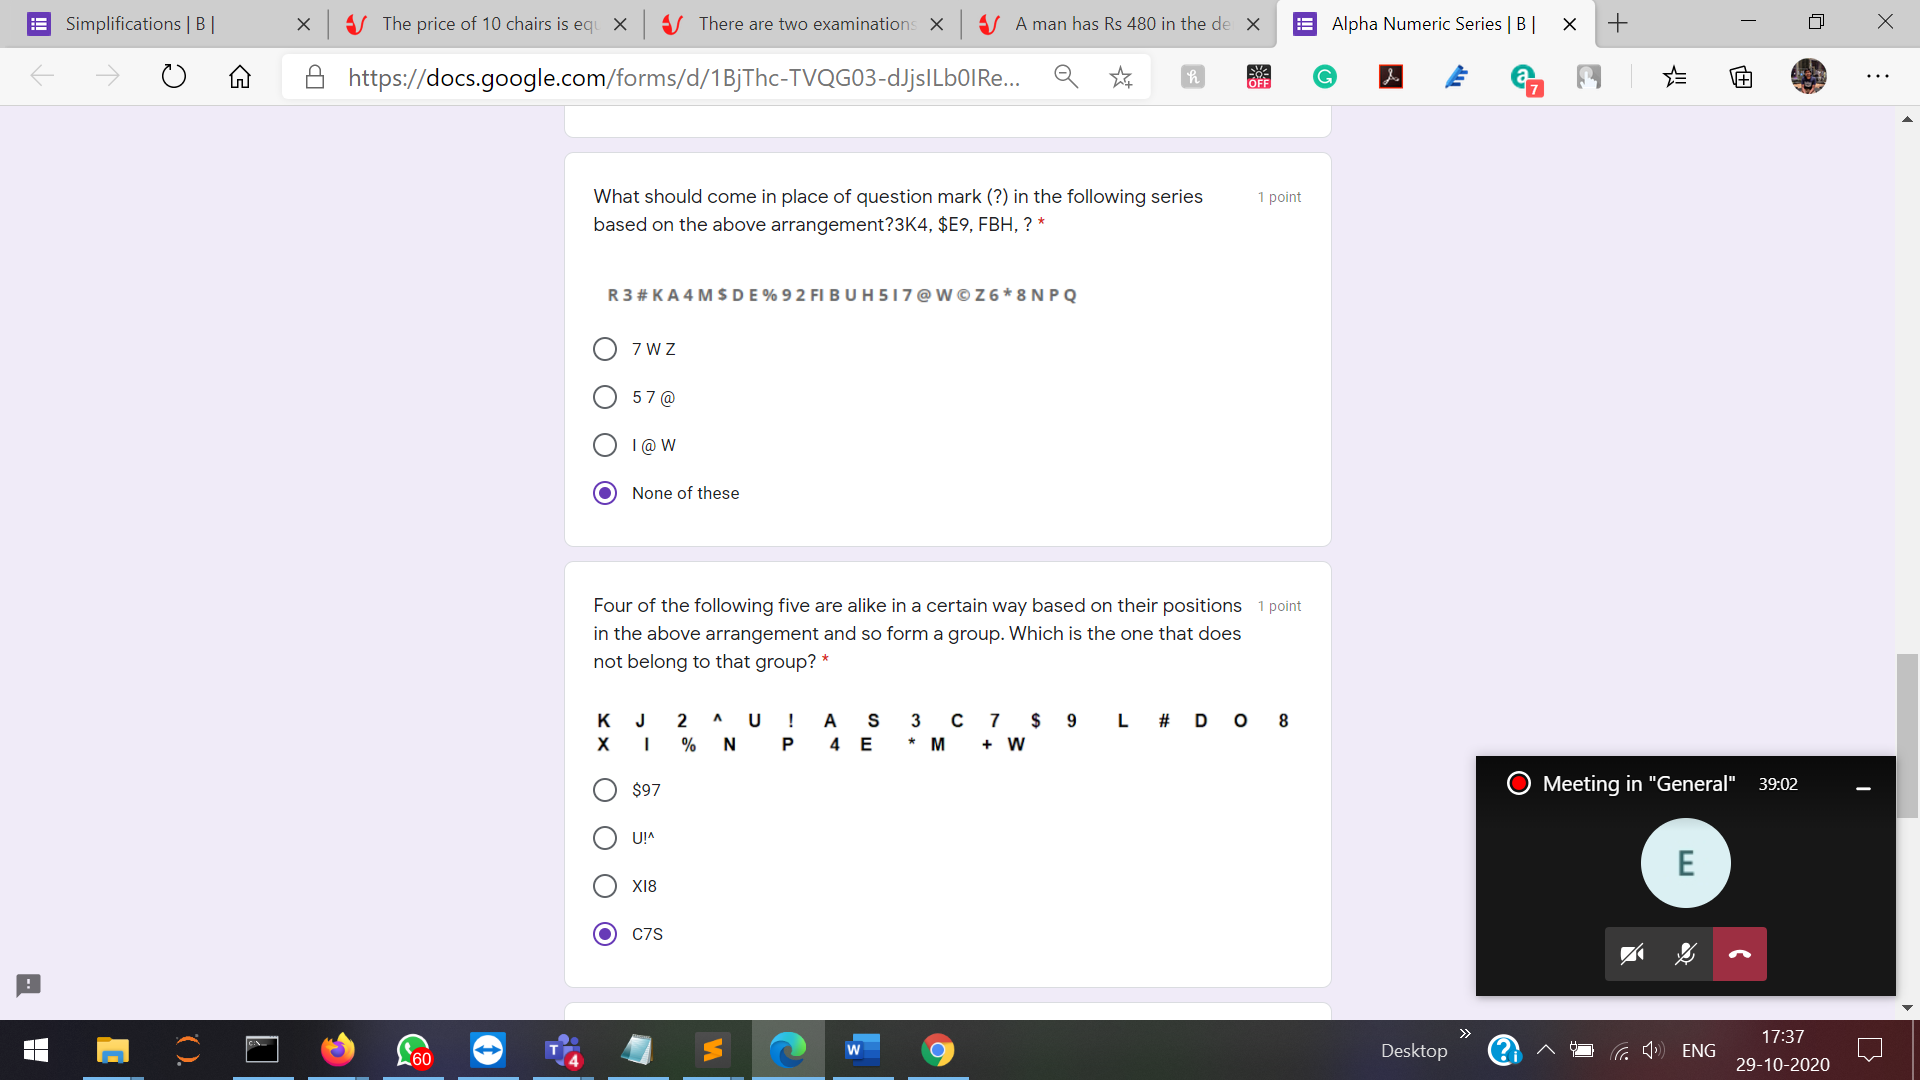 Simplifications | B |
The price of 10 chairs is equ
There are two examinations
A man has Rs 480 in the de
Alpha Numeric Series | B |
https://docs.google.com/forms/d/1BjThc-TVQG03-dJjsILb0IRe...
OFF
7
What should come in place of question mark (?) in the following series
1 point
based on the above arrangement?3K4, $E9, FBH, ? *
R 3 # K A 4 M $ D E % 9 2 FI B U H 5 I 7 @ W © Z 6 * 8 N P Q
7 W Z
5 7 @
I @ W
None of these
Four of the following five are alike in a certain way based on their positions
1 point
in the above arrangement and so form a group. Which is the one that does
not belong to that group? *
K J 2 ^ U ! A S 3 C 7 $ 9 L # D O 8
X I % N P 4 E * M + W
$97
U!^
XI8
C7S
Meeting in "General" 39:02
E
60
4
Desktop
ENG
17:37
29-10-2020